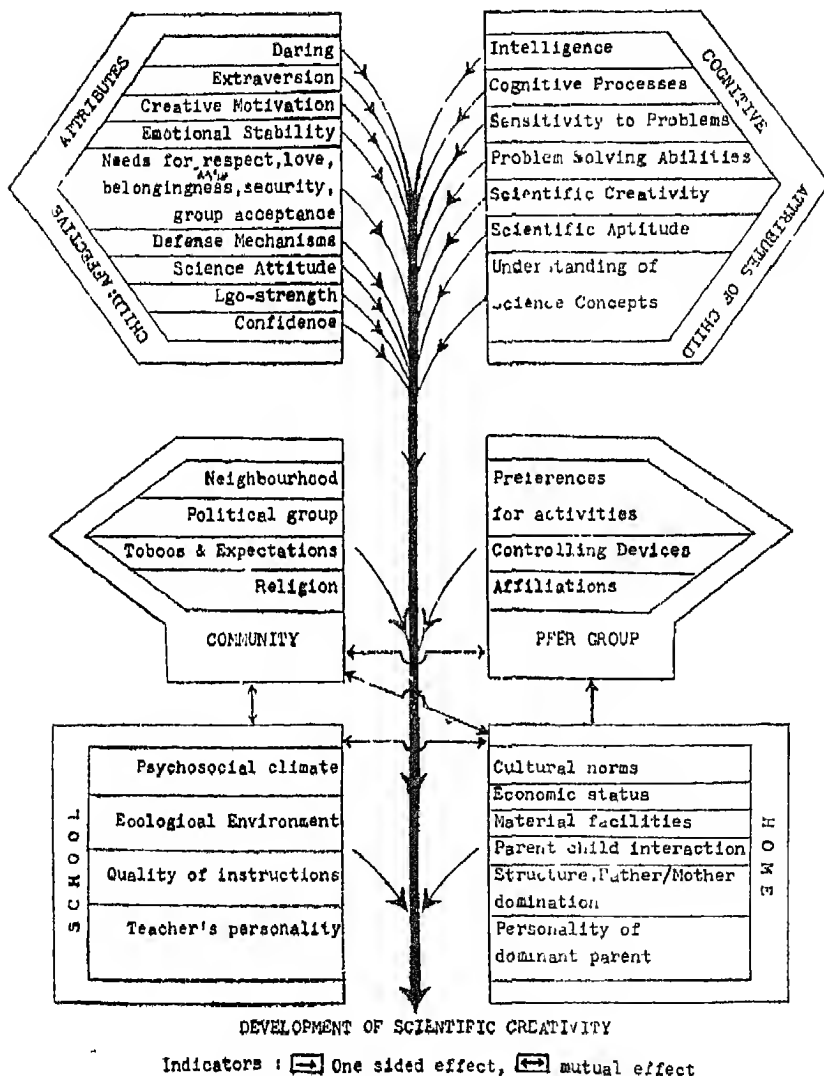 CHILD: AFFECTIVE
ATTRIBUTES
Daring
Extraversion
Creative Motivation
Emotional Stability
Needs for respect,love,
belongingness,security,
group acceptance
Defense Mechanisms
Science Attitude
Ego-strength
Confidence
COGNITIVE
ATTRIBUTES OF CHILD
Intelligence
Cognitive Processes
Sensitivity to Problems
Problem Solving Abilities
Scientific Creativity
Scientific Aptitude
Understanding of
Science Concepts
Neighbourhood
Political group
Toboos & Expectations
Religion
COMMUNITY
Preferences
for activities
Controlling Devices
Affiliations
PEER GROUP
SCHOOL
Psychosocial climate
Ecological Environment
Quality of instructions
Teacher's personality
Cultural norms
Economic status
Material facilities
Parent child interaction
Structure,Father/Mother
domination
Personality of
dominant parent
HOME
DEVELOPMENT OF SCIENTIFIC CREATIVITY
Indicators : → One sided effect, ↔ mutual effect